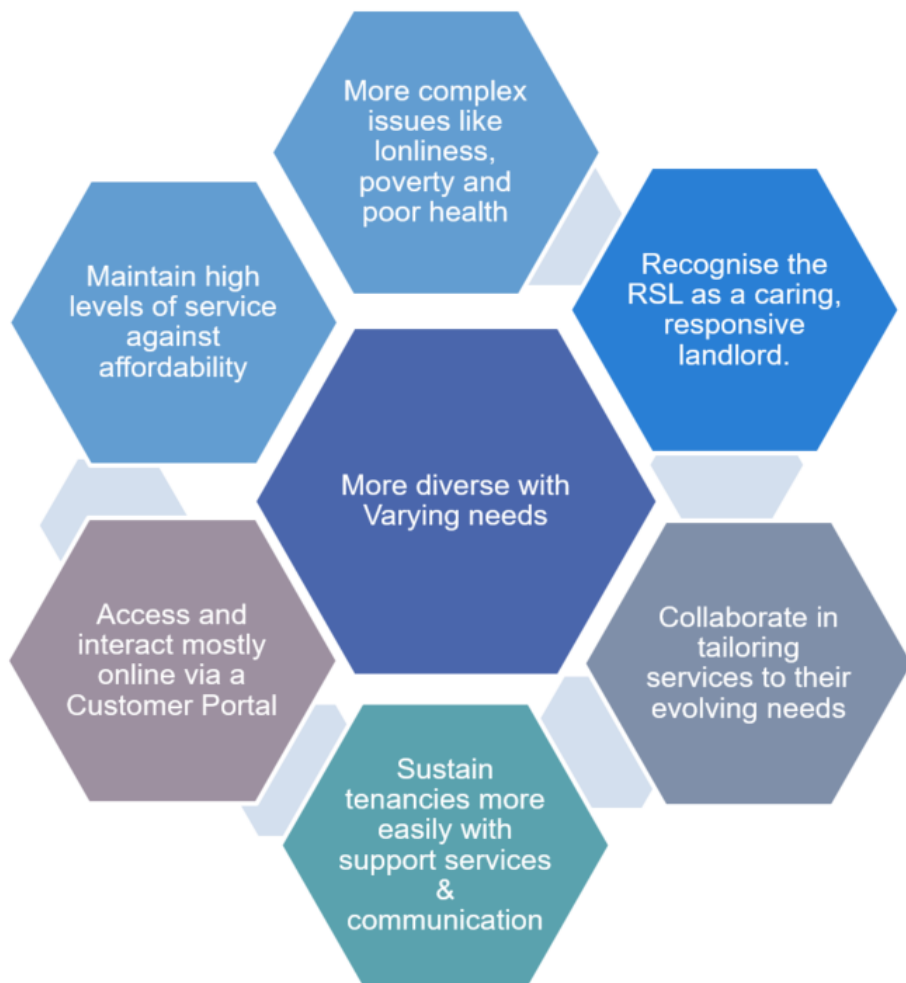 More complex
issues like
lonliness,
poverty and
poor health
Recognise the
RSL as a caring,
responsive
landlord.
Maintain high
levels of service
against
affordability
More diverse with
Varying needs
Access and
interact mostly
online via a
Customer Portal
Collaborate in
tailoring
services to their
evolving needs
Sustain
tenancies more
easily with
support services
&
communication